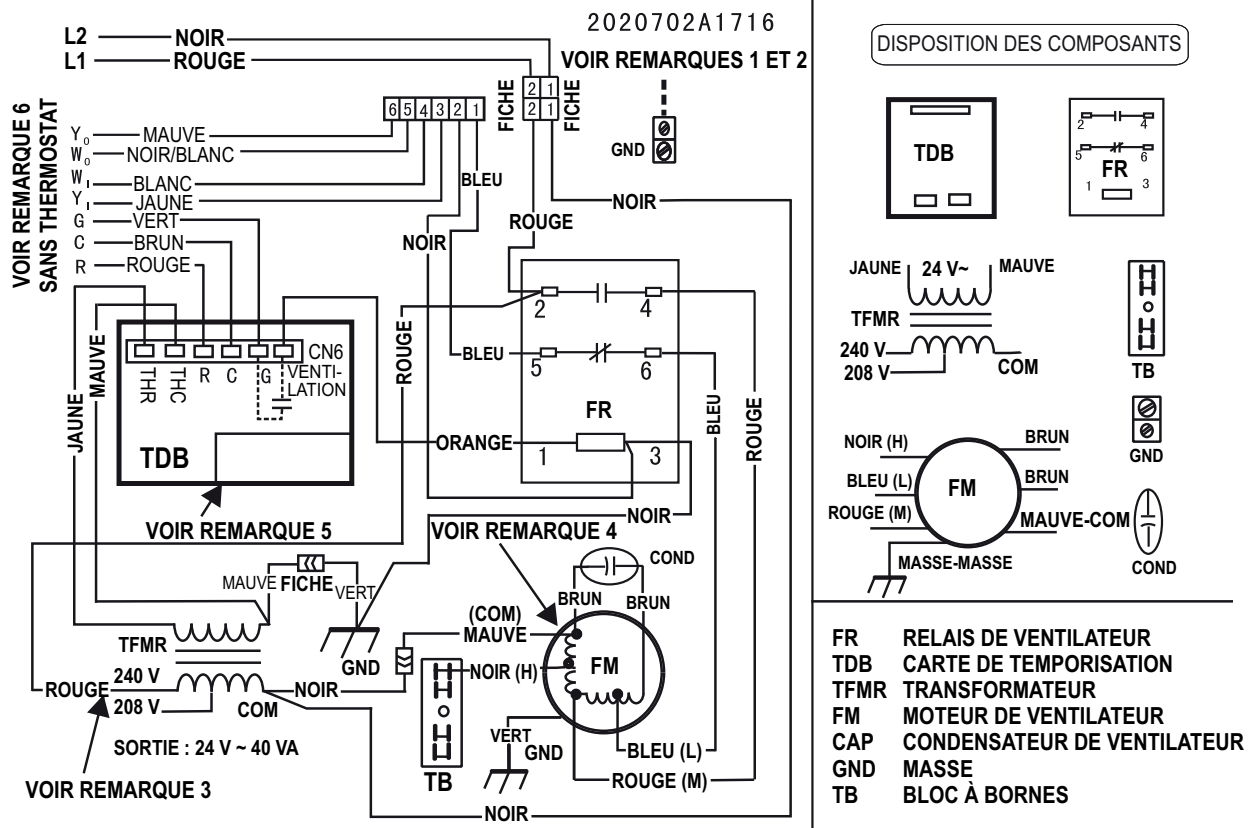 2020702A1716
L2 NOIR
L1 ROUGE
VOIR REMARQUES 1 ET 2
FICHE
2 1
2 1
FICHE
GND
VOIR REMARQUE 6
SANS THERMOSTAT
6 5 4 3 2 1
Y₀ MAUVE
W₀ NOIR/BLANC
W₁ BLANC
Y₁ JAUNE
G VERT
C BRUN
R ROUGE
BLEU
NOIR
ROUGE
NOIR
JAUNE
MAUVE
THR
THC
R
C
G
CN6
VENTI-
LATION
TDB
VOIR REMARQUE 5
ROUGE
BLEU
ORANGE
2
4
5
6
FR
1
3
BLEU
ROUGE
NOIR
VOIR REMARQUE 4
MAUVE
FICHE
VERT
GND
TFMR
240 V
ROUGE
208 V
COM
NOIR
SORTIE : 24 V ~ 40 VA
VOIR REMARQUE 3
COND
BRUN
BRUN
(COM)
MAUVE
NOIR (H)
FM
VERT
GND
TB
BLEU (L)
ROUGE (M)
NOIR
DISPOSITION DES COMPOSANTS
TDB
2
4
5
6
FR
1
3
JAUNE
24 V~
MAUVE
TFMR
240 V
208 V
COM
TB
GND
NOIR (H)
BRUN
BLEU (L)
FM
BRUN
ROUGE (M)
MAUVE-COM
MASSE-MASSE
COND
FR RELAIS DE VENTILATEUR
TDB CARTE DE TEMPORISATION
TFMR TRANSFORMATEUR
FM MOTEUR DE VENTILATEUR
CAP CONDENSATEUR DE VENTILATEUR
GND MASSE
TB BLOC À BORNES